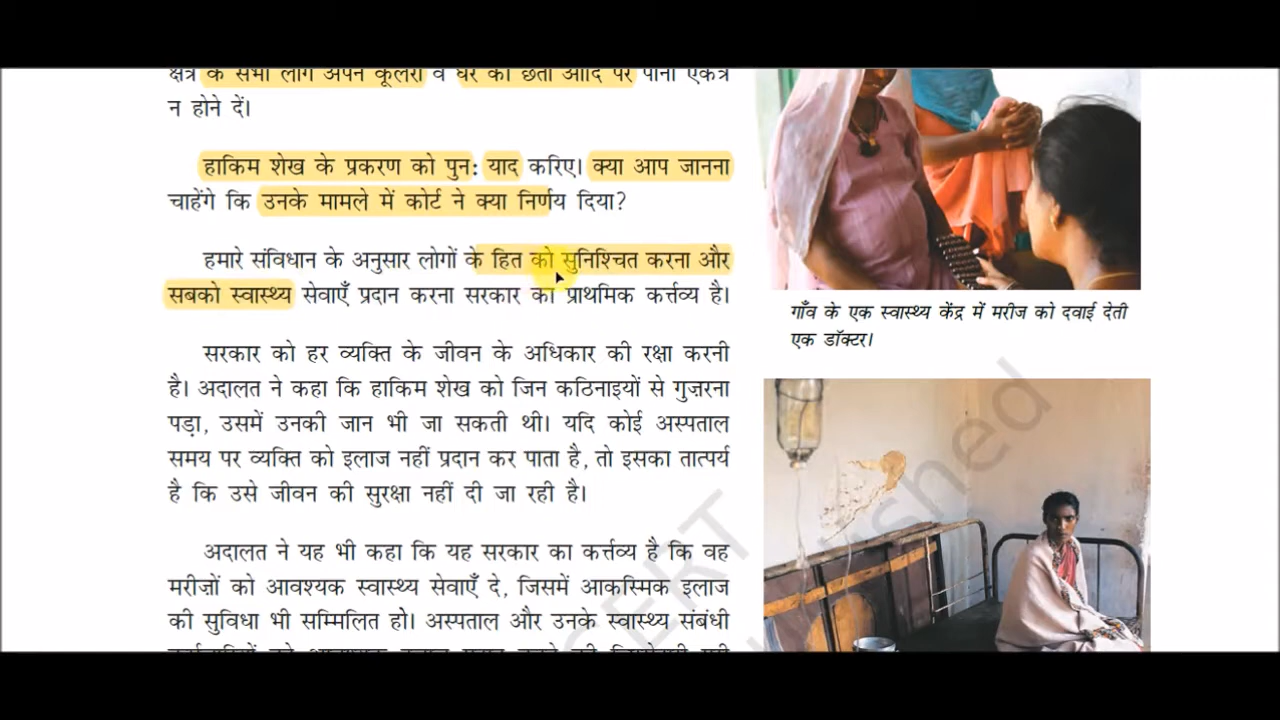 क्षेत्र के सभी लोग अपने कूलरों व घर की छतों आदि पर पानी एकत्र
न होने दें।
हाकिम शेख के प्रकरण को पुन: याद करिए। क्या आप जानना
चाहेंगे कि उनके मामले में कोर्ट ने क्या निर्णय दिया?
हमारे संविधान के अनुसार लोगों के हित को सुनिश्चित करना और
सबको स्वास्थ्य सेवाएँ प्रदान करना सरकार का प्राथमिक कर्त्तव्य है।
सरकार को हर व्यक्ति के जीवन के अधिकार की रक्षा करनी
है। अदालत ने कहा कि हाकिम शेख को जिन कठिनाइयों से गुज़रना
पड़ा, उसमें उनकी जान भी जा सकती थी। यदि कोई अस्पताल
समय पर व्यक्ति को इलाज नहीं प्रदान कर पाता है, तो इसका तात्पर्य
है कि उसे जीवन की सुरक्षा नहीं दी जा रही है।
अदालत ने यह भी कहा कि यह सरकार का कर्त्तव्य है कि वह
मरीज़ों को आवश्यक स्वास्थ्य सेवाएँ दे, जिसमें आकस्मिक इलाज
की सुविधा भी सम्मिलित हो। अस्पताल और उनके स्वास्थ्य संबंधी
गाँव के एक स्वास्थ्य केंद्र में मरीज को दवाई देती
एक डॉक्टर।